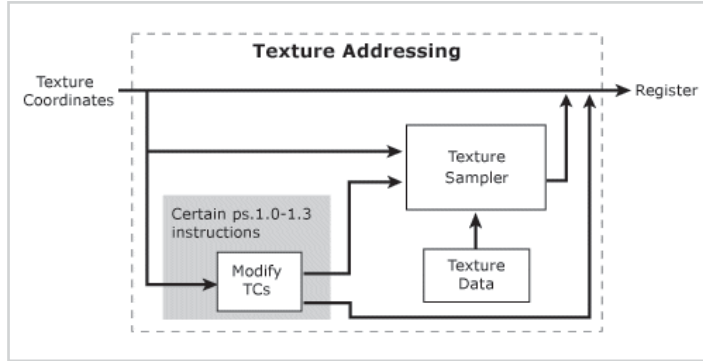 Texture Addressing
Texture
Coordinates
Register
Texture
Sampler
Certain ps.1.0-1.3
instructions
Modify
TCs
Texture
Data